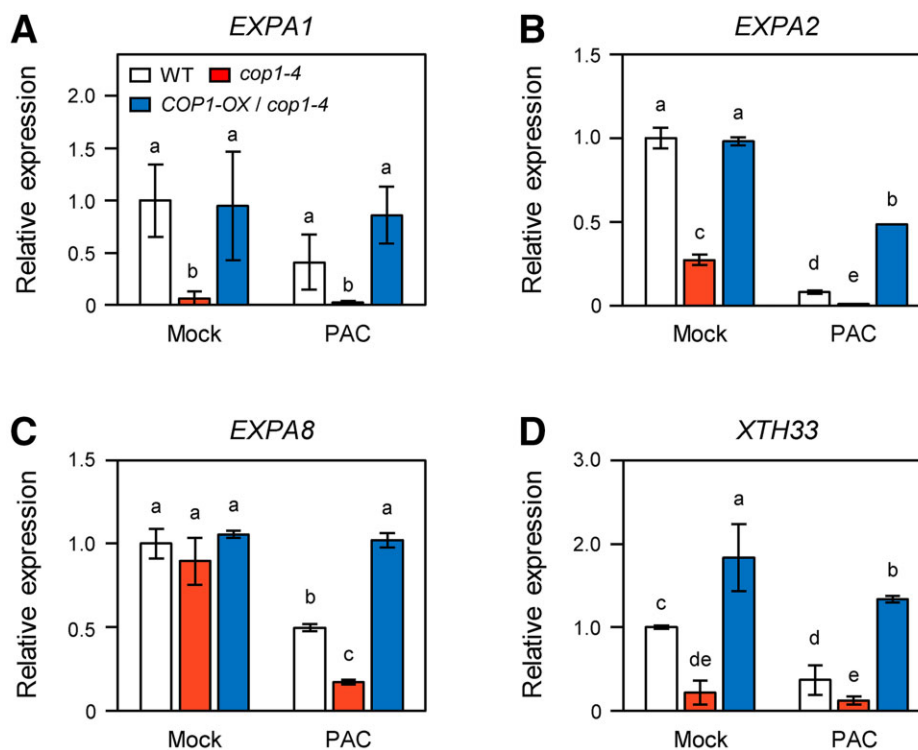 A
EXPA1
Relative expression
2.0
1.5
1.0
0.5
0
WT cop1-4
COP1-OX / cop1-4
a
b
a
a
b
a
Mock
PAC
B
EXPA2
Relative expression
1.5
1.0
0.5
0
a
c
a
d
e
b
Mock
PAC
C
EXPA8
Relative expression
1.5
1.0
0.5
0
a
a
a
b
c
a
Mock
PAC
D
XTH33
Relative expression
3.0
2.0
1.0
0
c
de
a
d
e
b
Mock
PAC